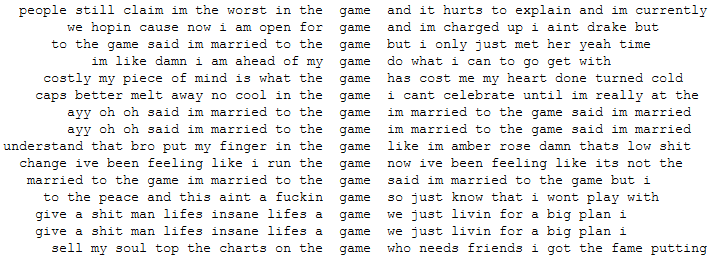 people still claim im the worst in the game and it hurts to explain and im currently
we hopin cause now i am open for game and im charged up i aint drake but
to the game said im married to the game but i only just met her yeah time
im like damn i am ahead of my game do what i can to go get with
costly my piece of mind is what the game has cost me my heart done turned cold
caps better melt away no cool in the game i cant celebrate until im really at the
ayy oh oh said im married to the game im married to the game said im married
ayy oh oh said im married to the game im married to the game said im married
understand that bro put my finger in the game like im amber rose damn thats low shit
change ive been feeling like i run the game now ive been feeling like its not the
married to the game im married to the game said im married to the game but i
to the peace and this aint a fuckin game so just know that i wont play with
give a shit man lifes insane lifes a game we just livin for a big plan i
give a shit man lifes insane lifes a game we just livin for a big plan i
sell my soul top the charts on the game who needs friends i got the fame putting